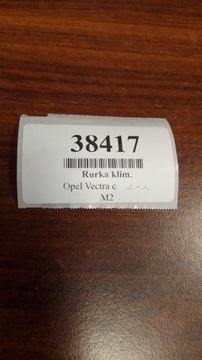 38417
Rurka klim.
Opel Vectra c
M2